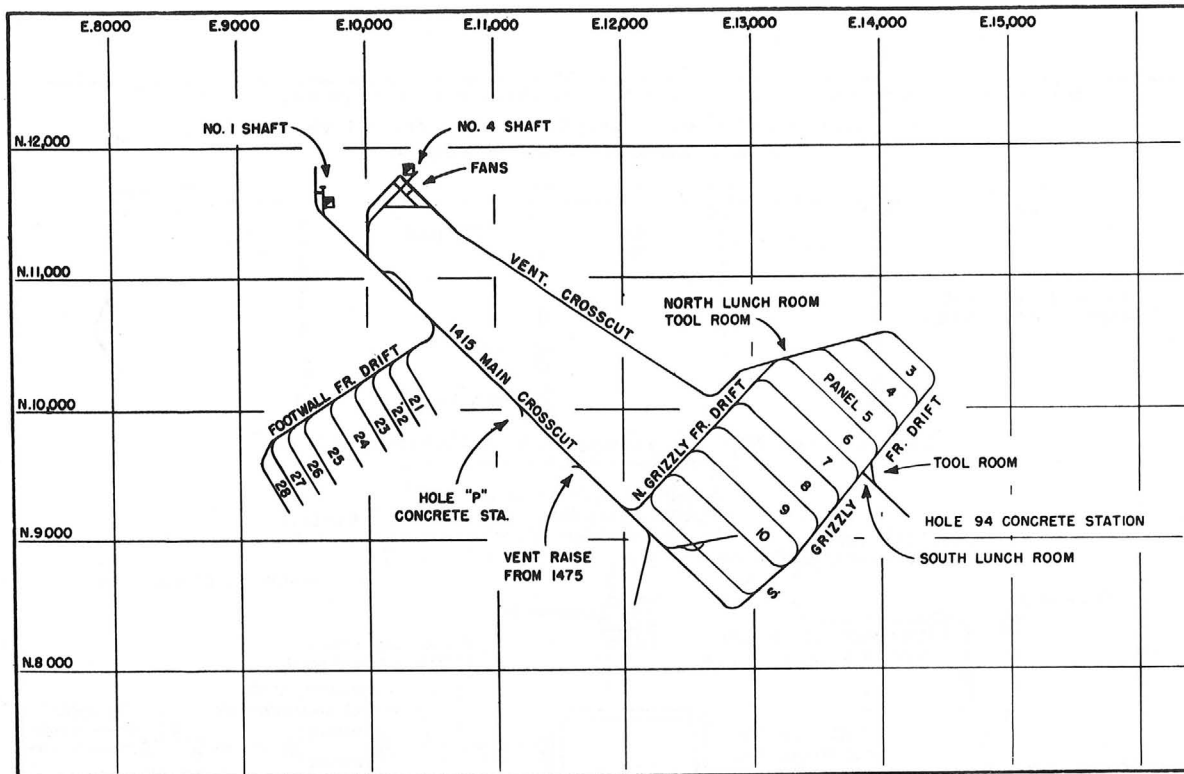 E.8000 E.9000 E.10,000 E.11,000 E.12,000 E.13,000 E.14,000 E.15,000
N.12,000
N.11,000
N.10,000
N.9000
N.8000
NO. 1 SHAFT
NO. 4 SHAFT
FANS
VENT. CROSSCUT
NORTH LUNCH ROOM
TOOL ROOM
1415 MAIN CROSSCUT
FOOTWALL FR. DRIFT
21
22
23
24
25
26
27
28
HOLE "P"
CONCRETE STA.
VENT RAISE
FROM 1475
N. GRIZZLY FR. DRIFT
3
4
PANEL 5
6
7
8
9
10
S. GRIZZLY FR. DRIFT
TOOL ROOM
HOLE 94 CONCRETE STATION
SOUTH LUNCH ROOM